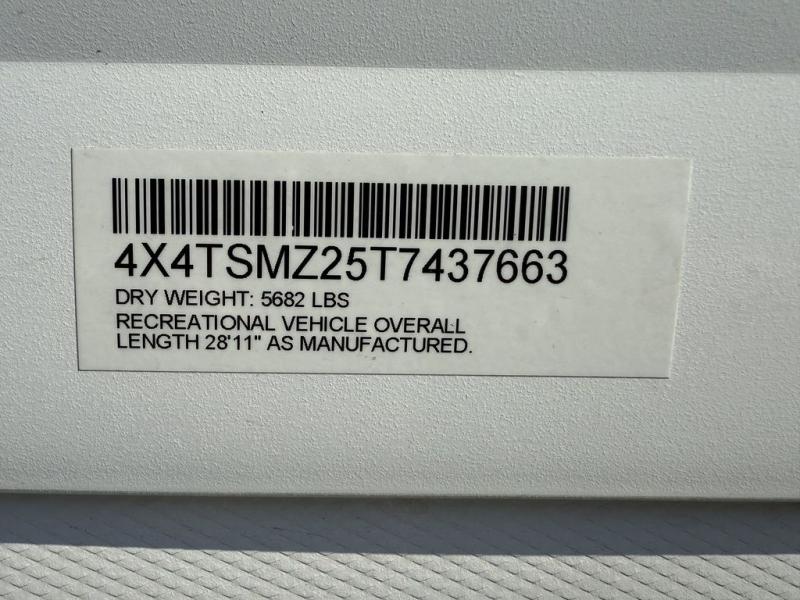 4X4TSMZ25T7437663
DRY WEIGHT: 5682 LBS
RECREATIONAL VEHICLE OVERALL
LENGTH 28'11" AS MANUFACTURED.